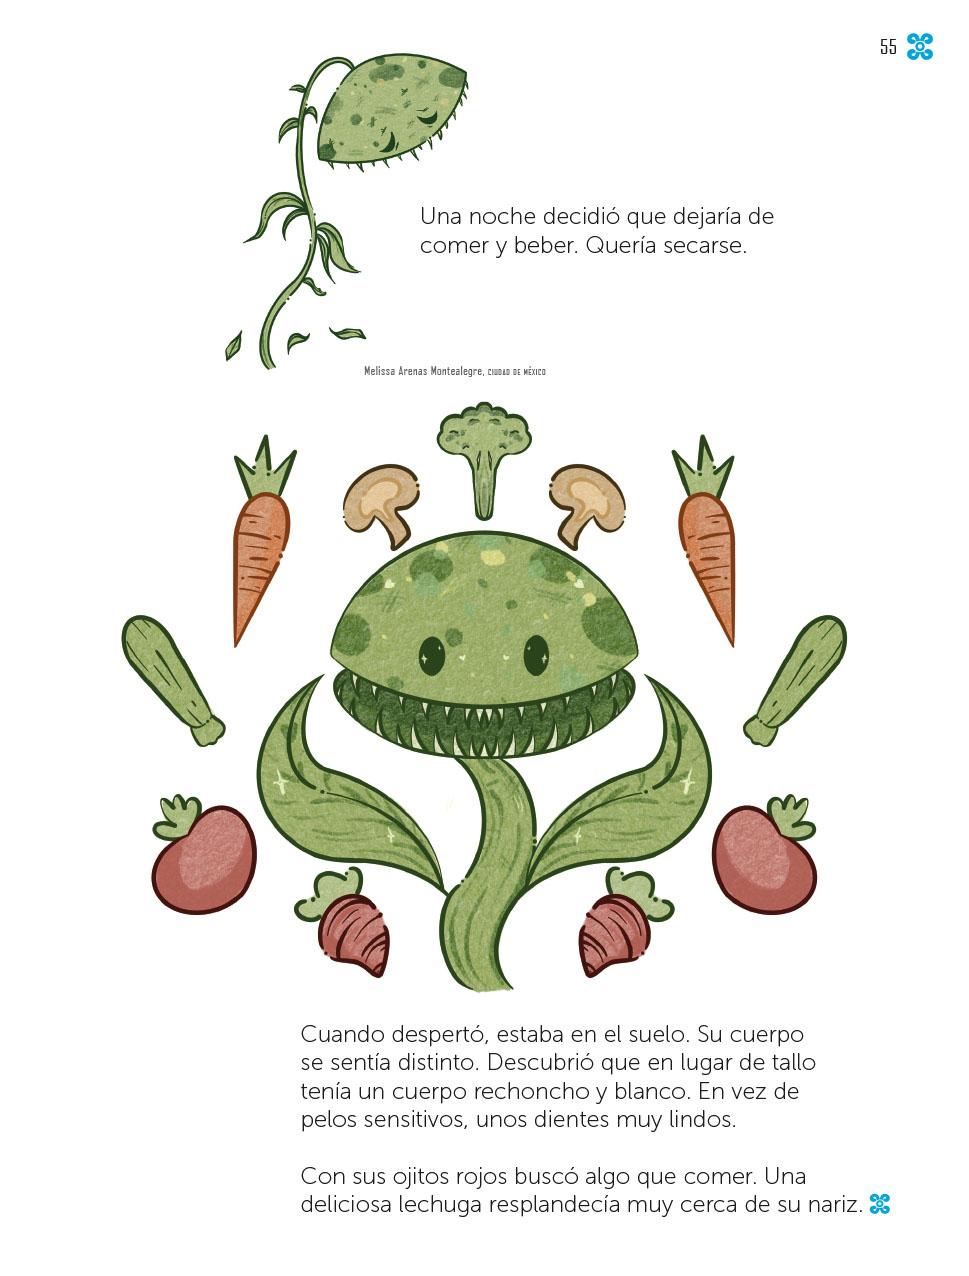 55
Una noche decidió que dejaría de
comer y beber. Quería secarse.
Melissa Arenas Montealegre, CIUDAD DE MÉXICO
Cuando despertó, estaba en el suelo. Su cuerpo
se sentía distinto. Descubrió que en lugar de tallo
tenía un cuerpo rechoncho y blanco. En vez de
pelos sensitivos, unos dientes muy lindos.
Con sus ojitos rojos buscó algo que comer. Una
deliciosa lechuga resplandecía muy cerca de su nariz.